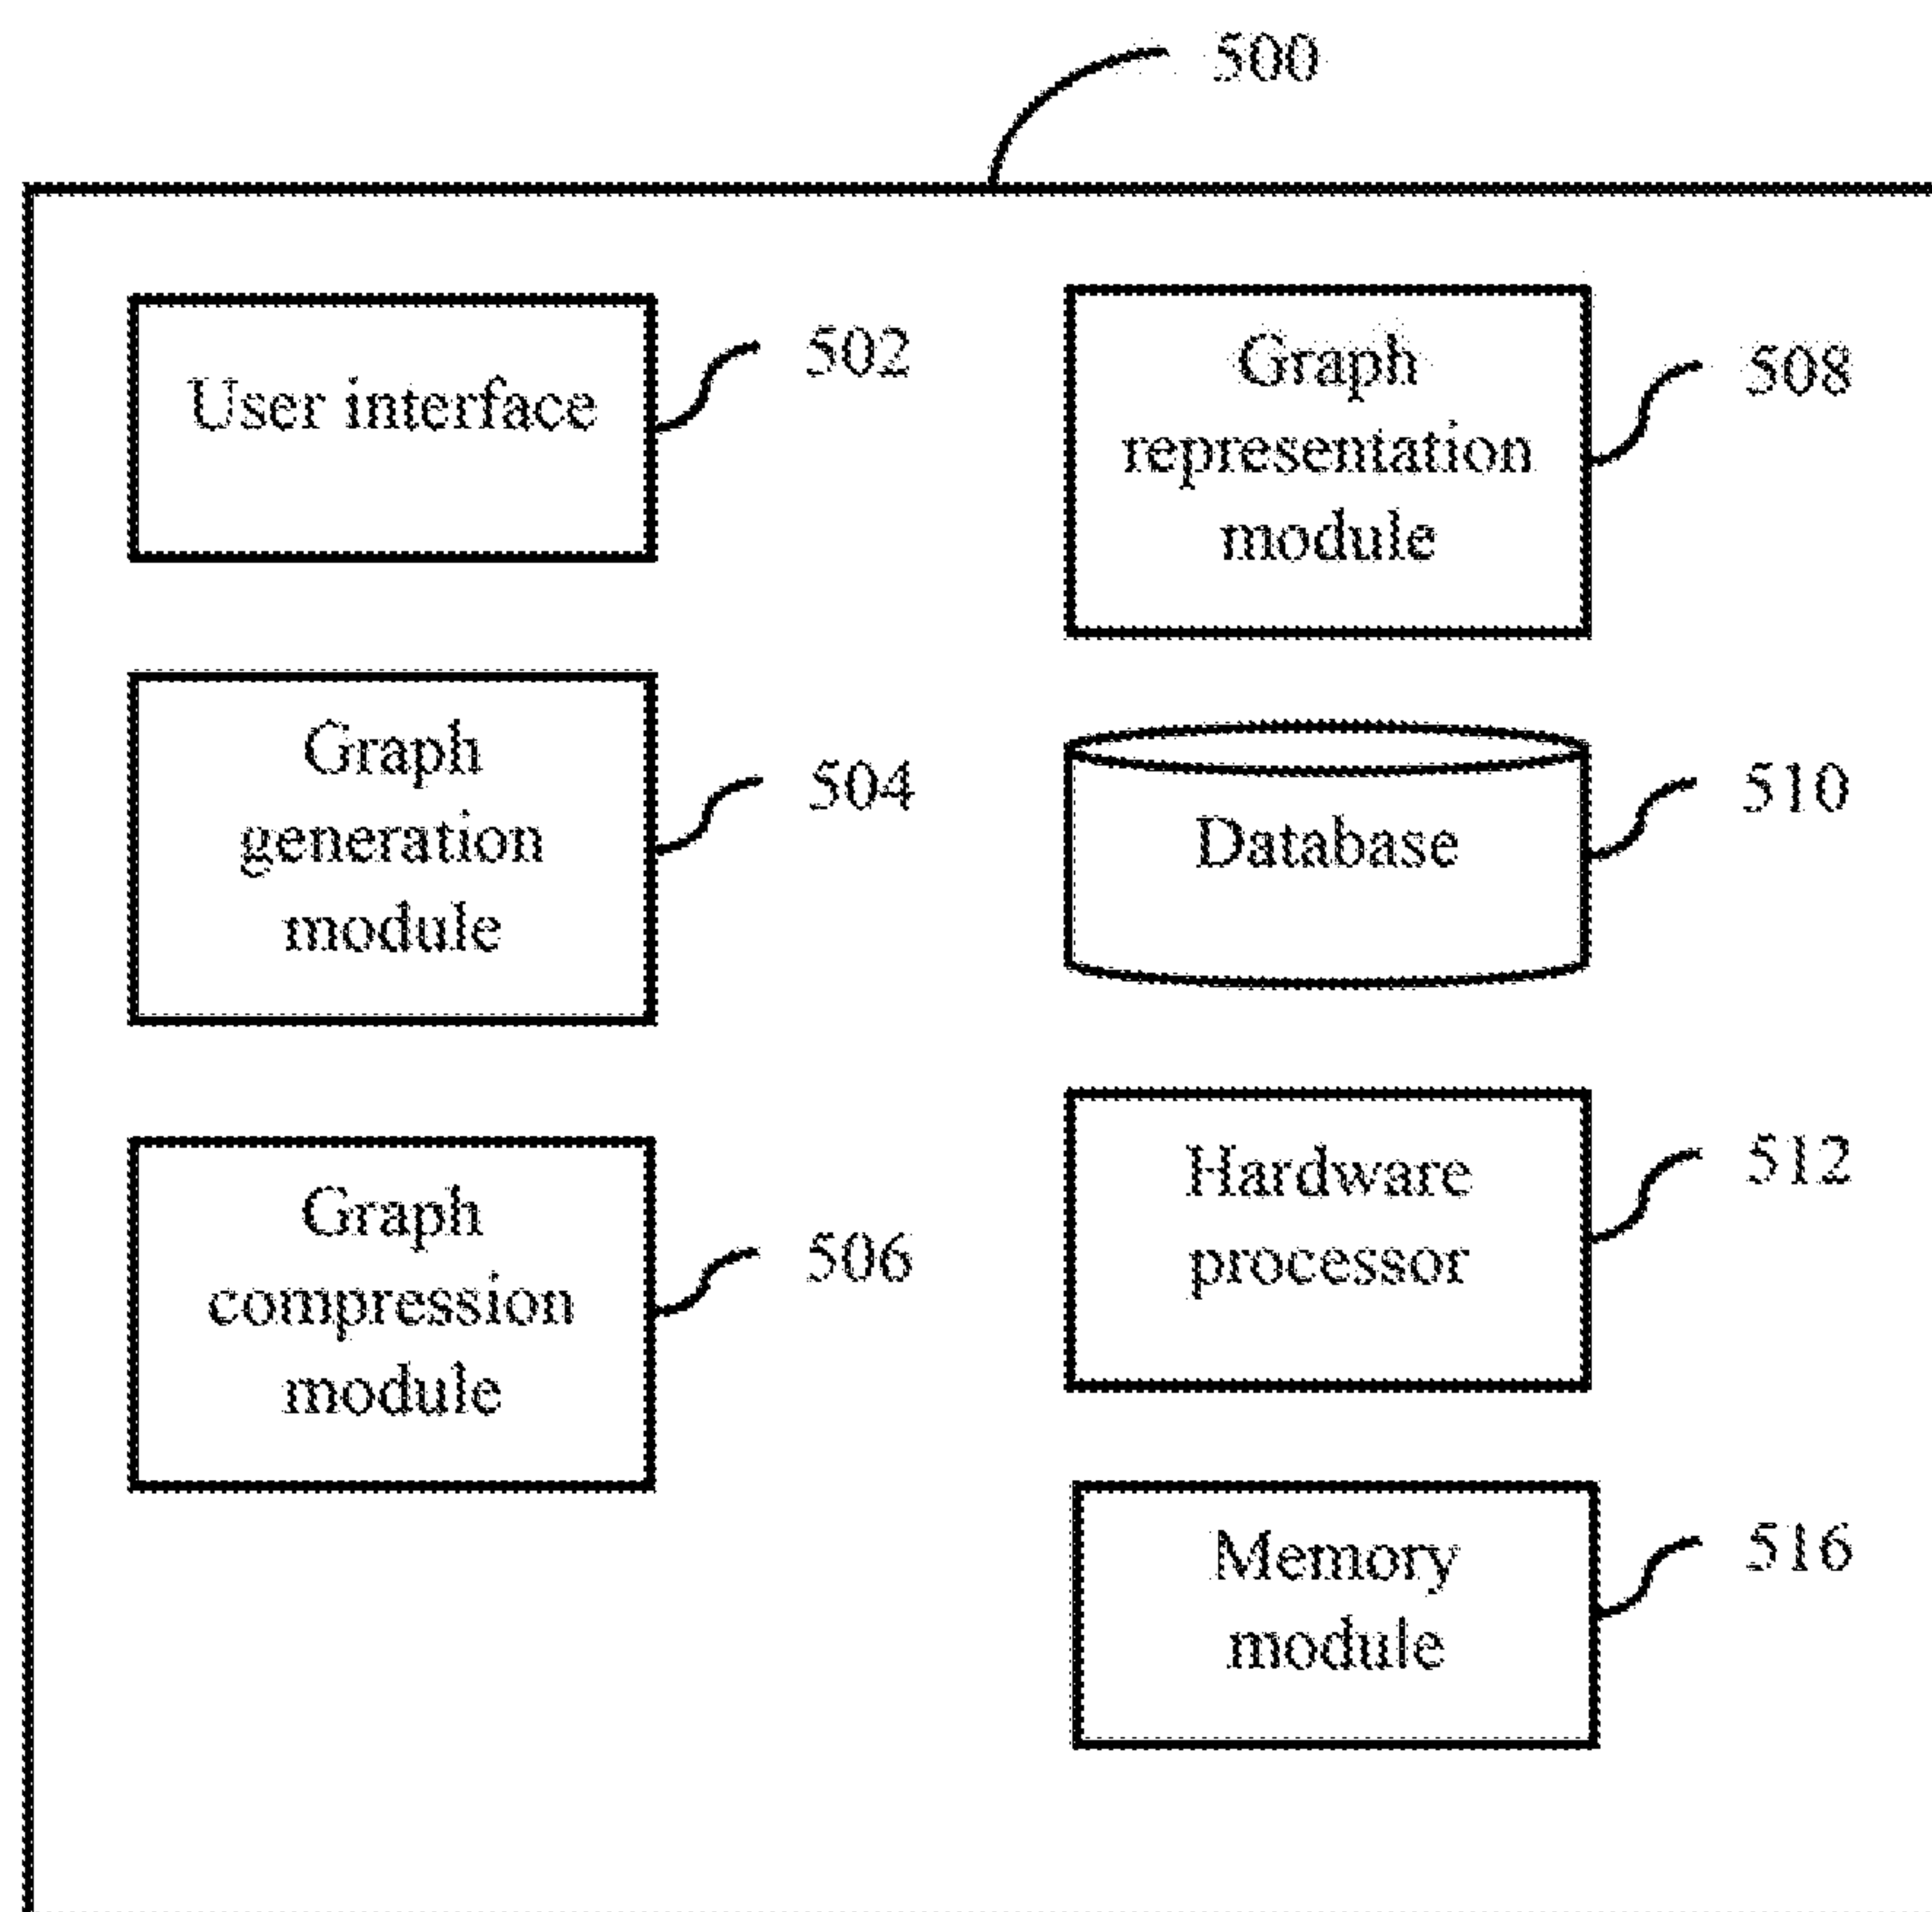 500
User interface
502
Graph
generation
module
504
Graph
compression
module
506
Graph
representation
module
508
Database
510
Hardware
processor
512
Memory
module
516